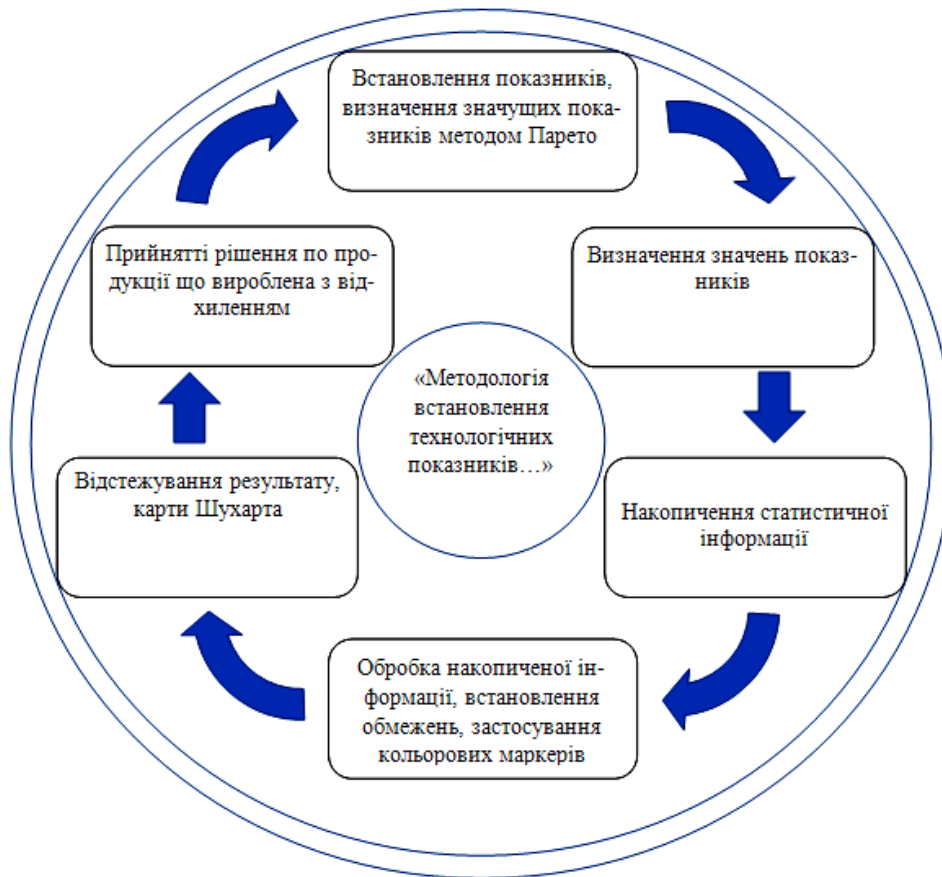 Встановлення показників,
визначення значущих пока-
зників методом Парето
Визначення значень показ-
ників
Накопичення статистичної
інформації
Обробка накопиченої ін-
формації, встановлення
обмежень, застосування
кольорових маркерів
Відстежування результату,
карти Шухарта
Прийнятті рішення по про-
дукції що вироблена з від-
хиленням
«Методологія
встановлення
технологічних
показників…»